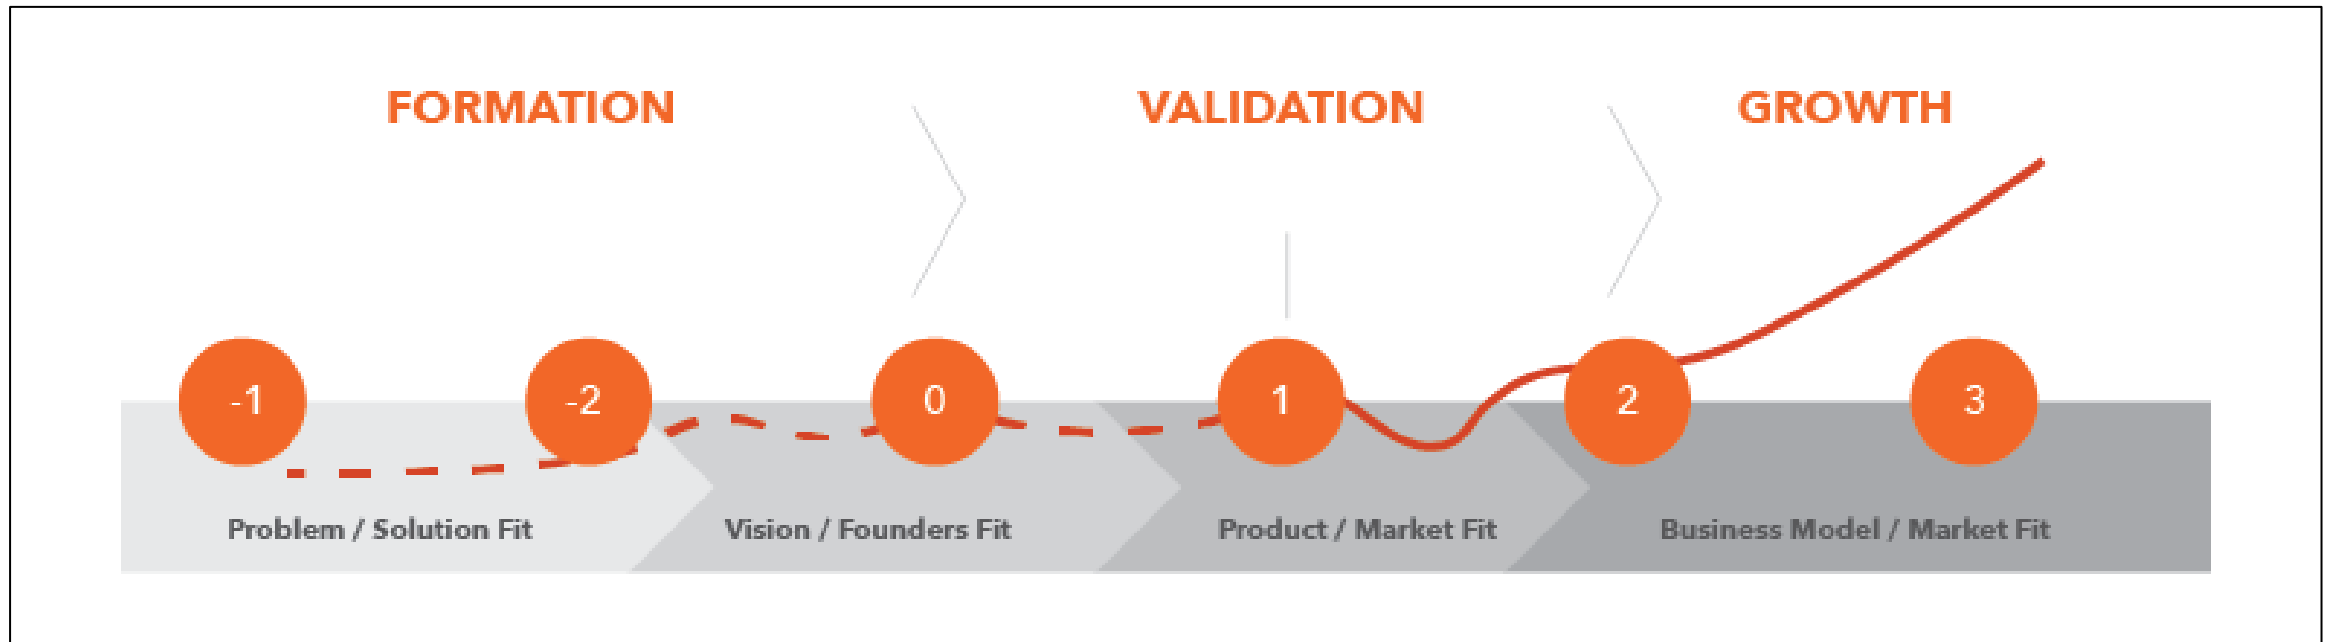 FORMATION VALIDATION GROWTH
-1 -2 0 1 2 3
Problem / Solution Fit Vision / Founders Fit Product / Market Fit Business Model / Market Fit